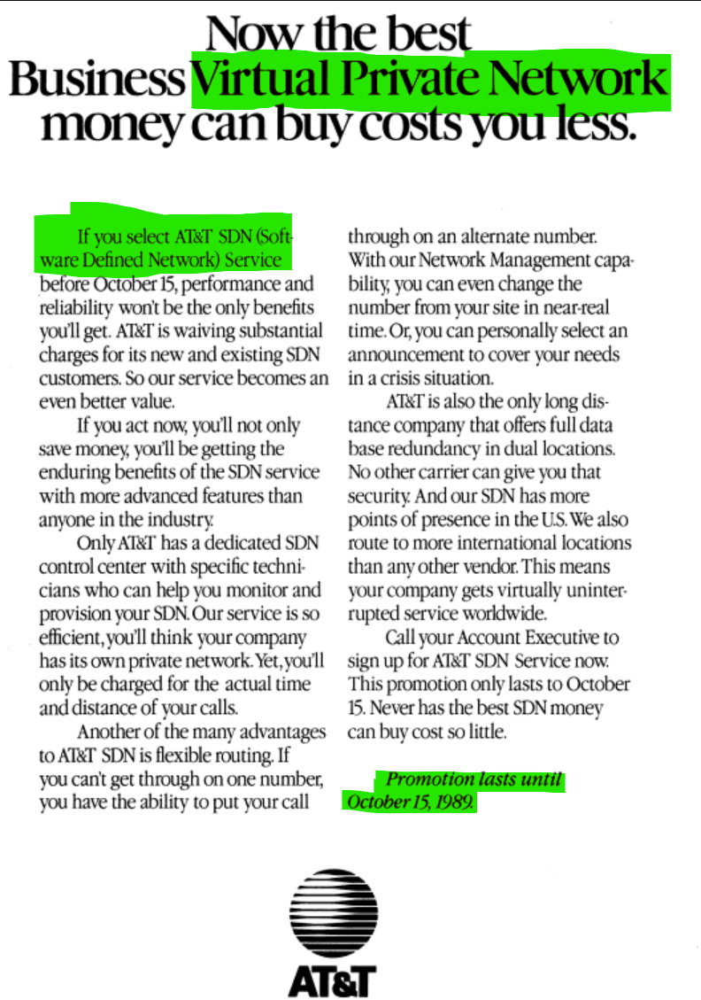 Now the best
Business Virtual Private Network
money can buy costs you less.
If you select AT&T SDN (Soft-
ware Defined Network) Service
before October 15, performance and
reliability won't be the only benefits
you'll get. AT&T is waiving substantial
charges for its new and existing SDN
customers. So our service becomes an
even better value.
If you act now, you'll not only
save money, you'll be getting the
enduring benefits of the SDN service
with more advanced features than
anyone in the industry.
Only AT&T has a dedicated SDN
control center with specific techni-
cians who can help you monitor and
provision your SDN. Our service is so
efficient, you'll think your company
has its own private network. Yet, you'll
only be charged for the actual time
and distance of your calls.
Another of the many advantages
to AT&T SDN is flexible routing. If
you can't get through on one number,
you have the ability to put your call
through on an alternate number.
With our Network Management capa-
bility, you can even change the
number from your site in near-real
time. Or, you can personally select an
announcement to cover your needs
in a crisis situation.
AT&T is also the only long dis-
tance company that offers full data
base redundancy in dual locations.
No other carrier can give you that
security. And our SDN has more
points of presence in the U.S. We also
route to more international locations
than any other vendor. This means
your company gets virtually uninter-
rupted service worldwide.
Call your Account Executive to
sign up for AT&T SDN Service now.
This promotion only lasts to October
15. Never has the best SDN money
can buy cost so little.
Promotion lasts until
October 15, 1989.
AT&T